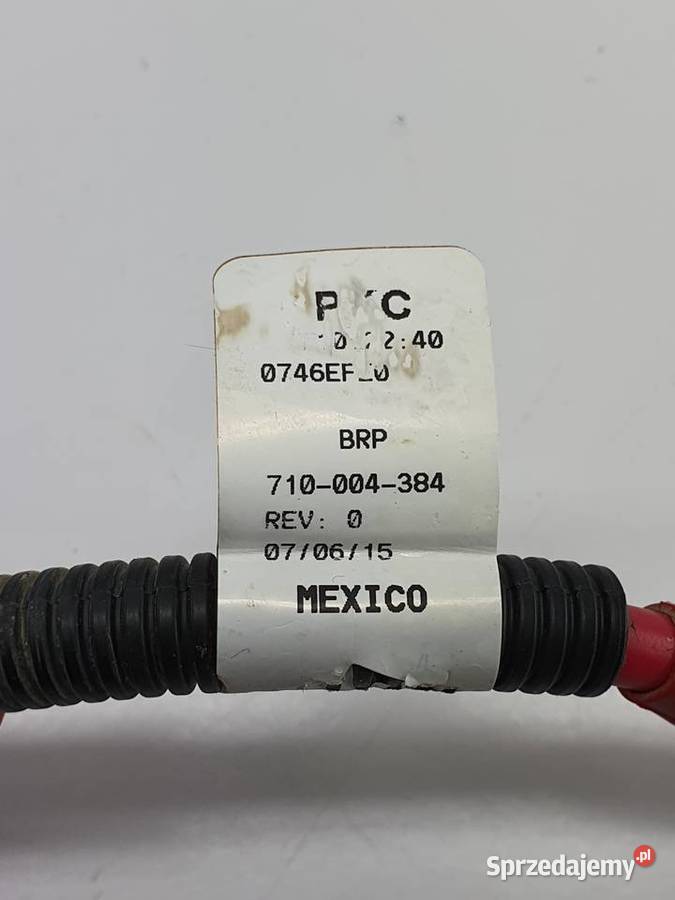 BRP
710-004-384
REV: 0
07/06/15
MEXICO
Sprzedajemy.pl